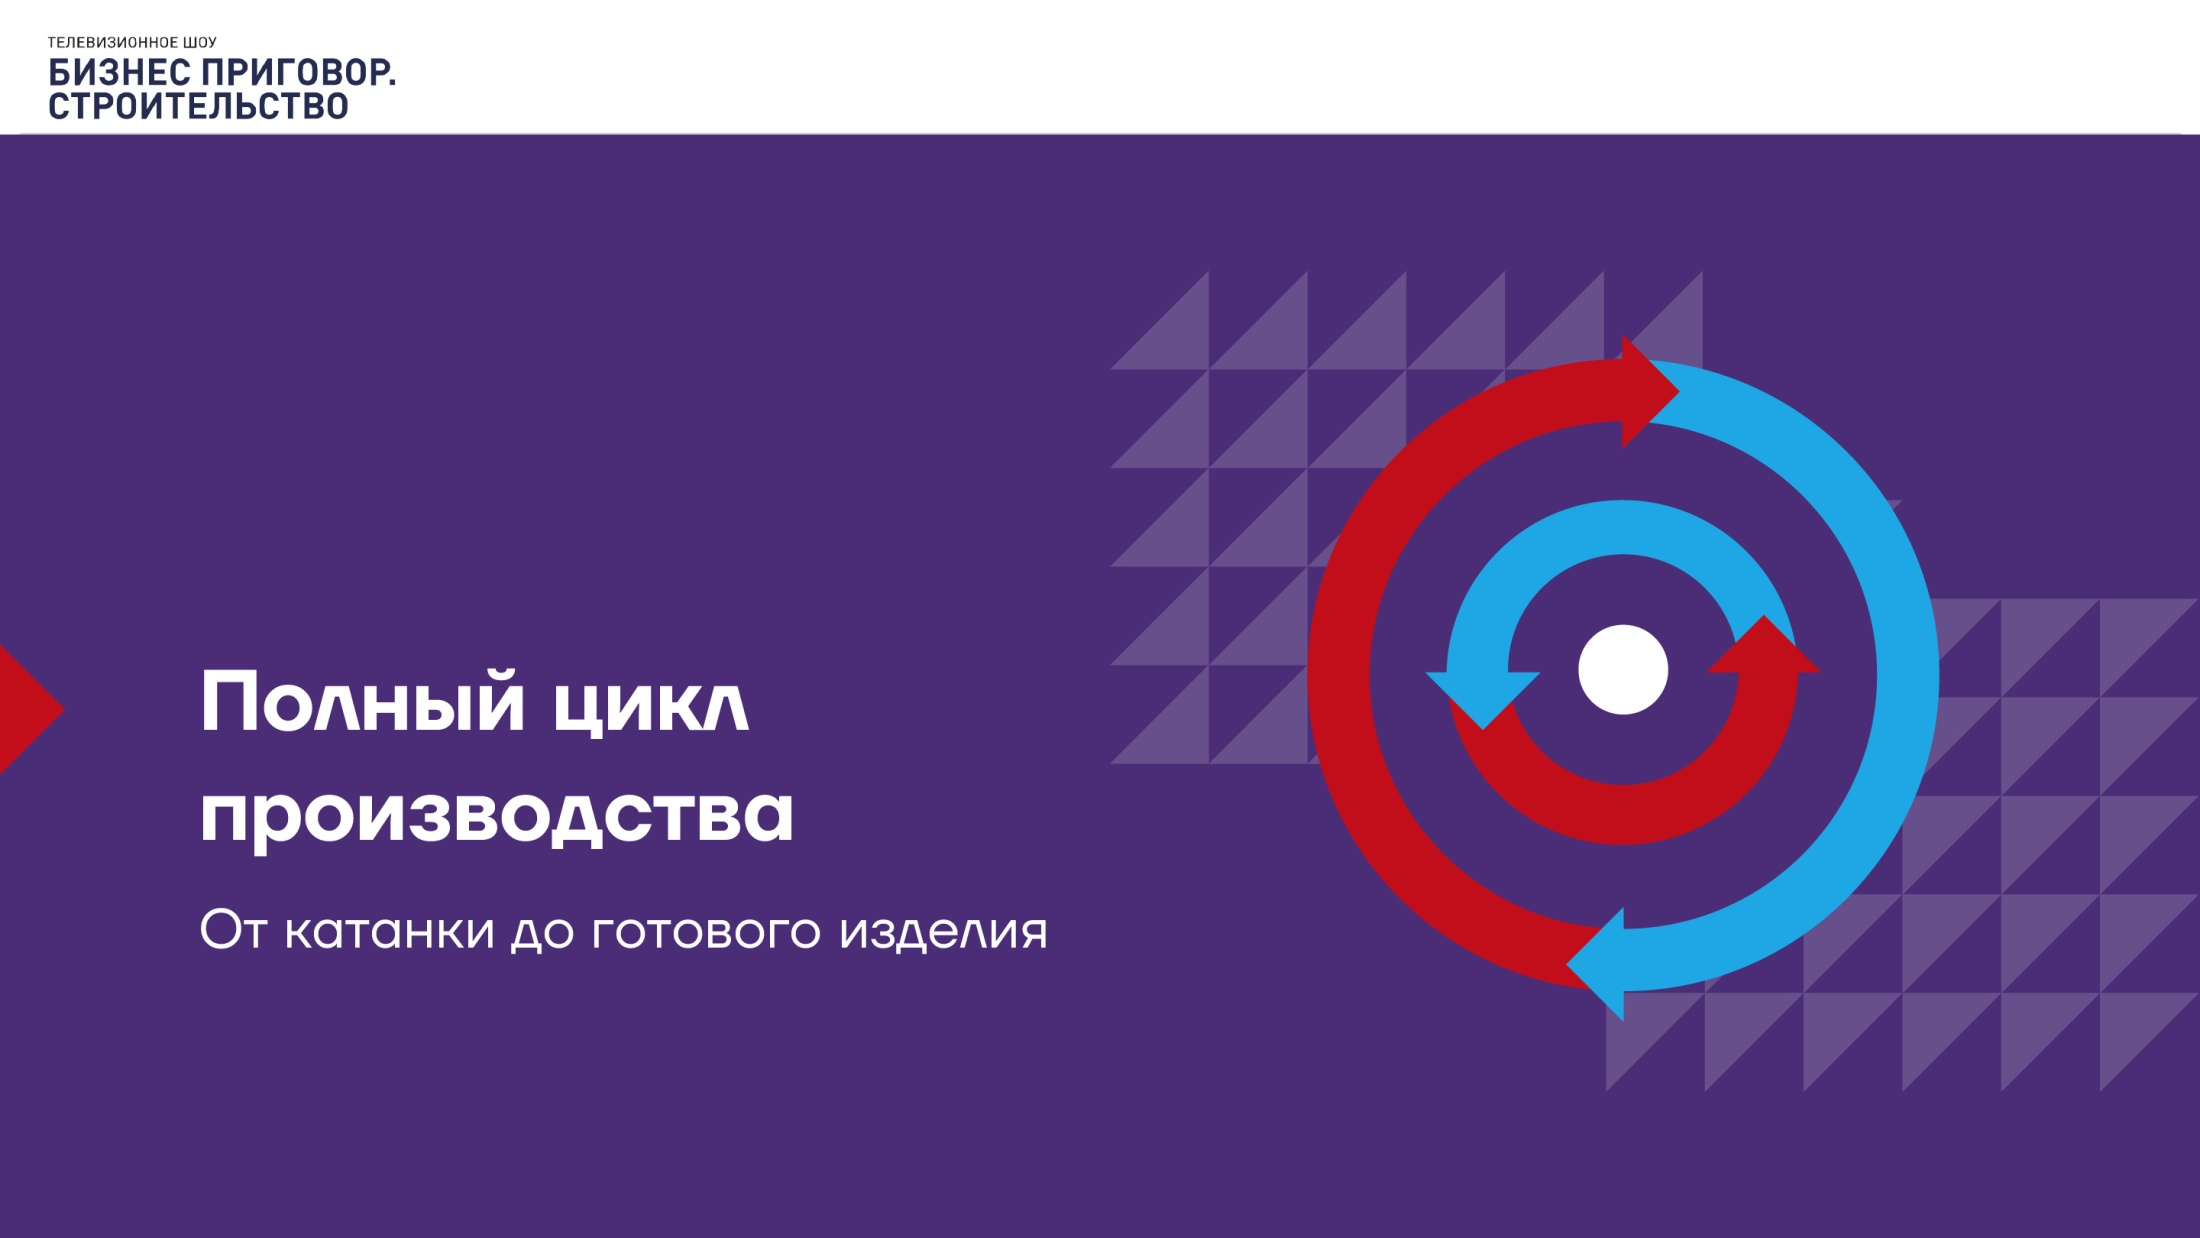 ТЕЛЕВИЗИОННОЕ ШОУ
БИЗНЕС ПРИГОВОР.
СТРОИТЕЛЬСТВО
Полный цикл
производства
От катанки до готового изделия